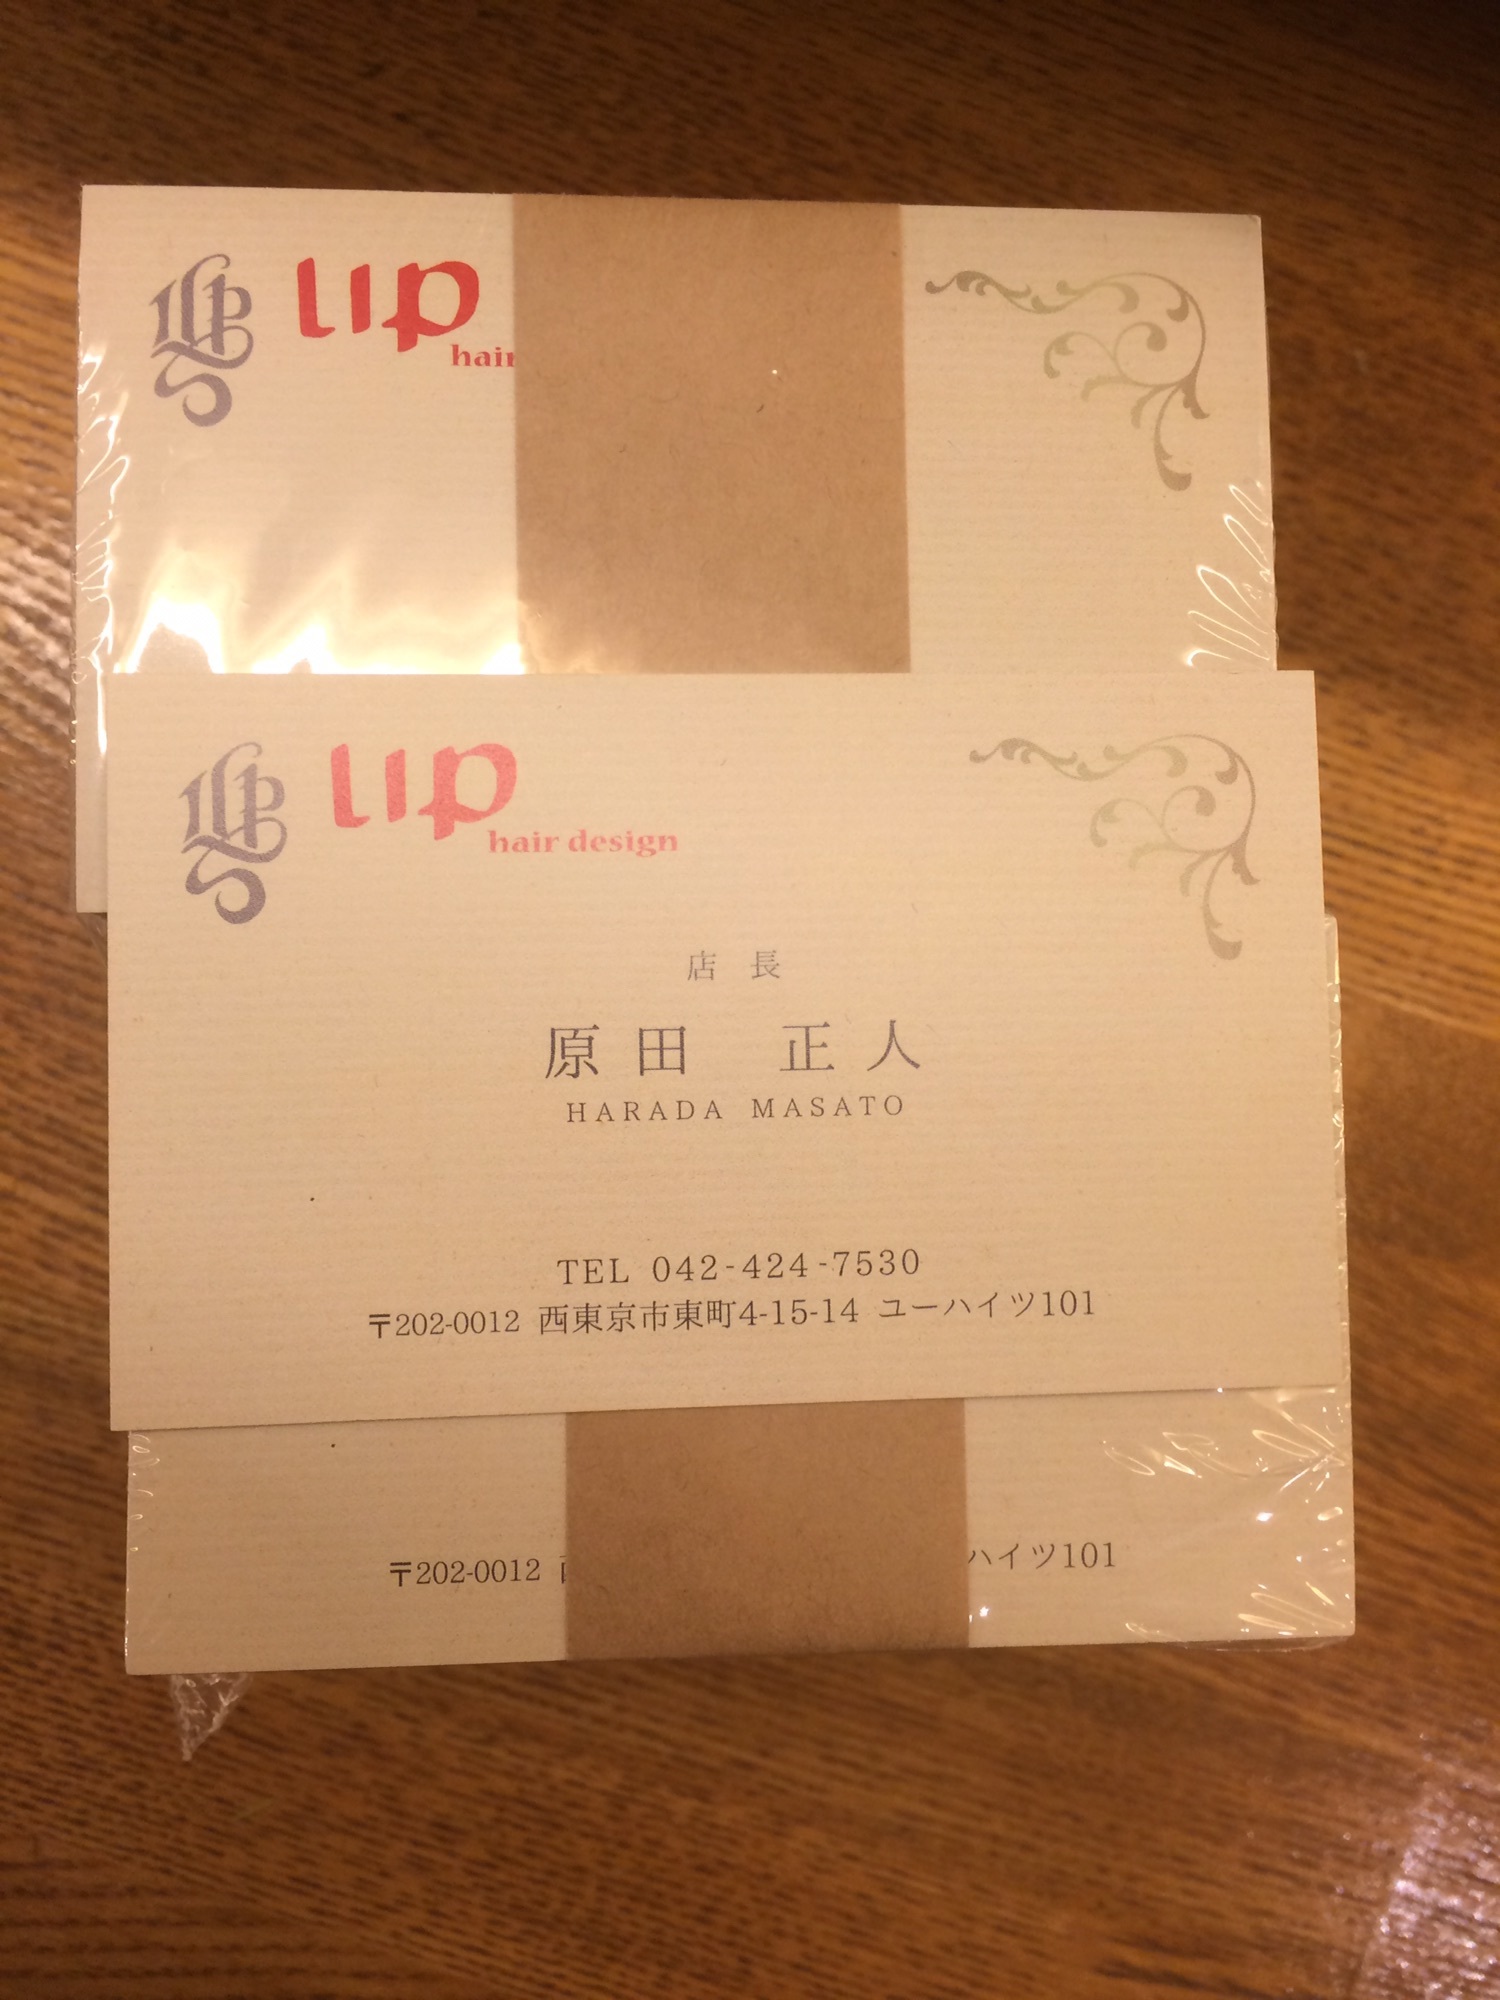 lip
hair
lip
hair design
店長
原田 正人
HARADA MASATO
TEL 042-424-7530
〒202-0012 西東京市東町4-15-14 ユーハイツ101
〒202-0012
ハイツ101